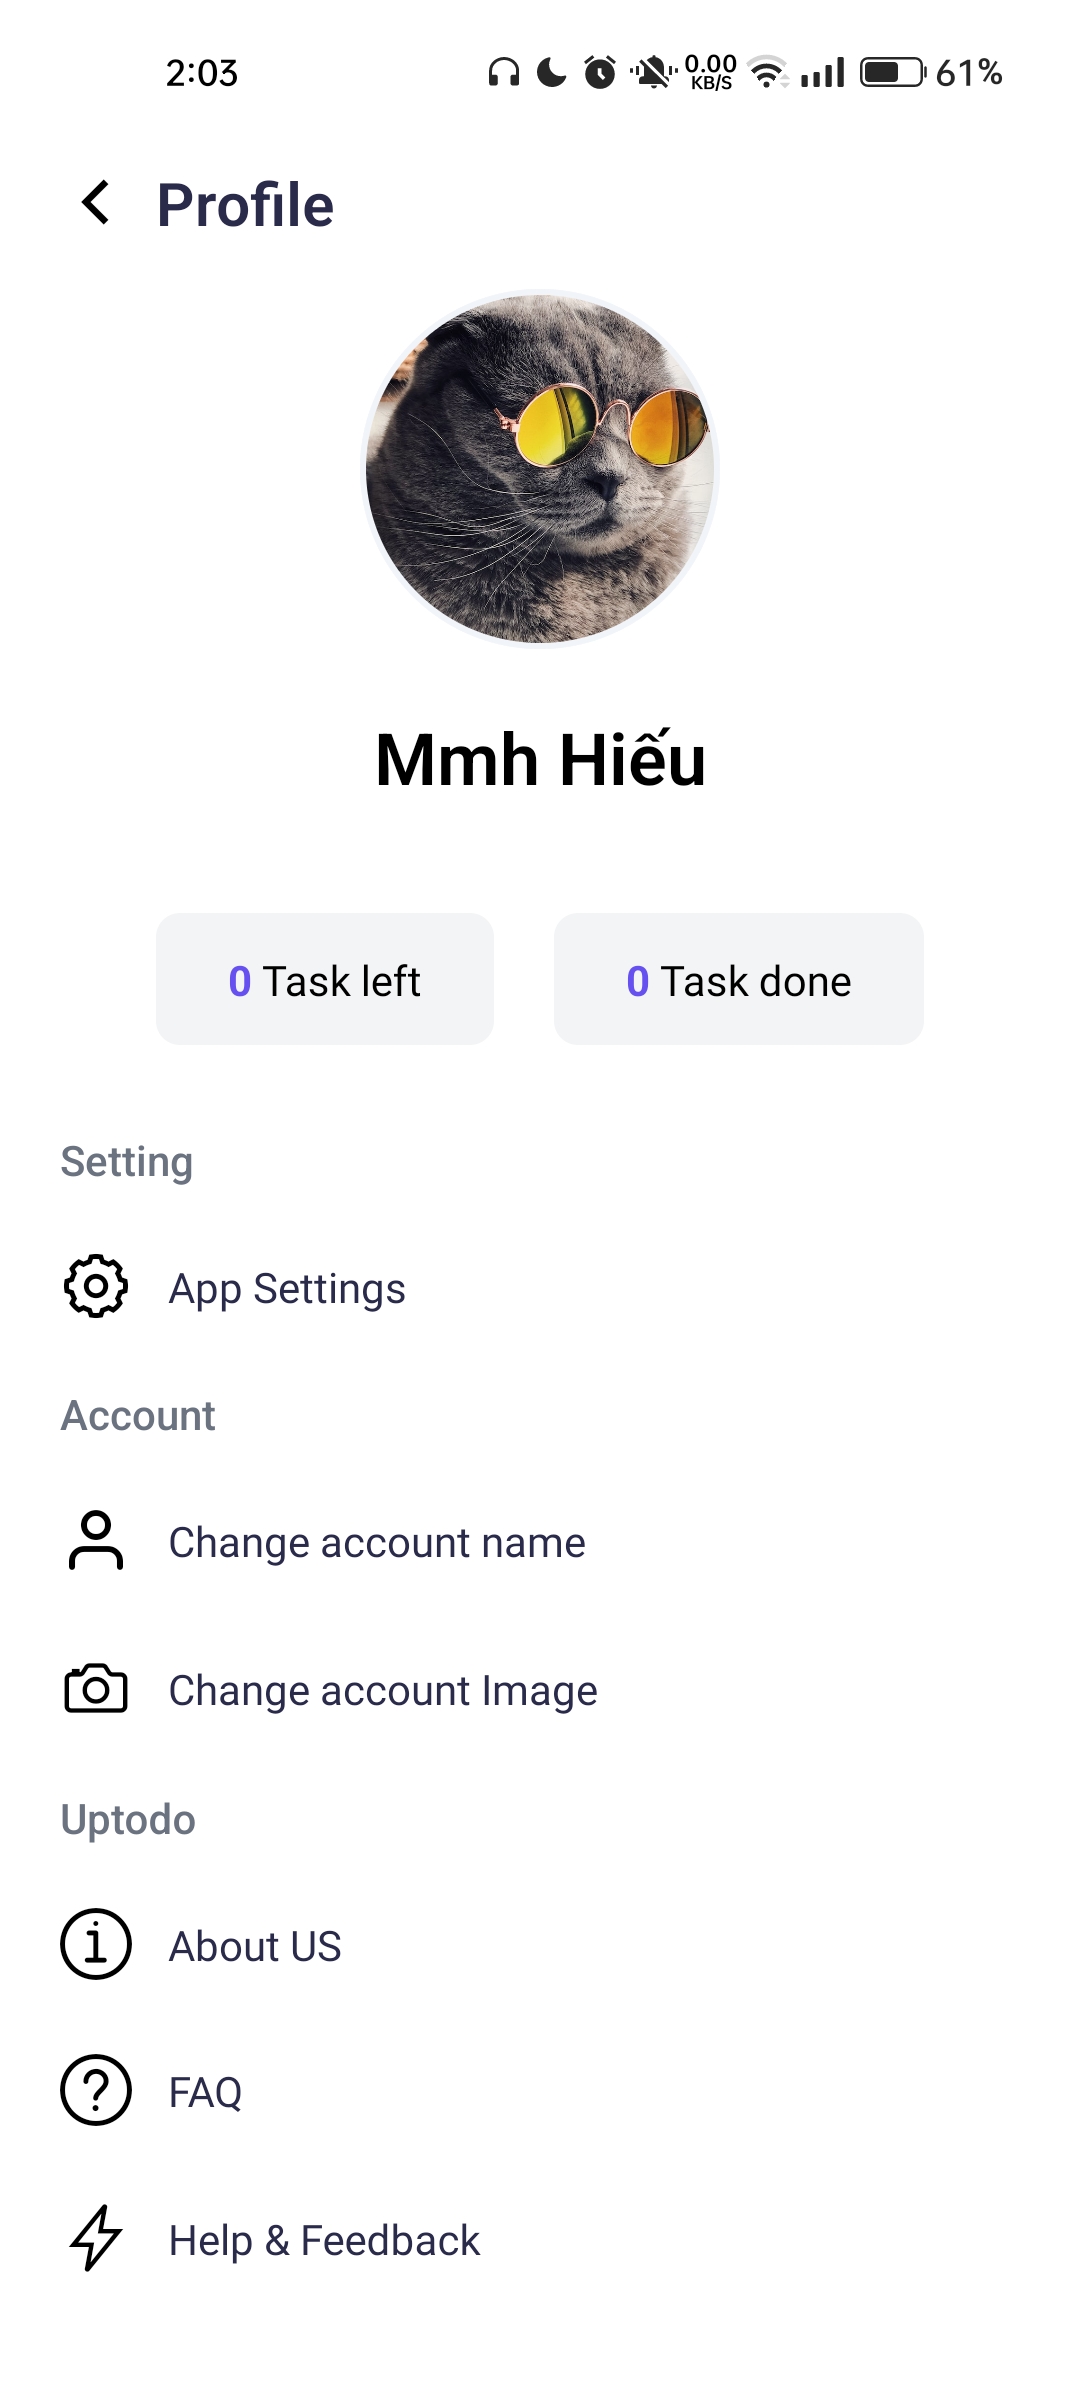 2:03 0.00 KB/S 61%
Profile
Mmh Hiếu
0 Task left 0 Task done
Setting
App Settings
Account
Change account name
Change account Image
Uptodo
About US
FAQ
Help & Feedback